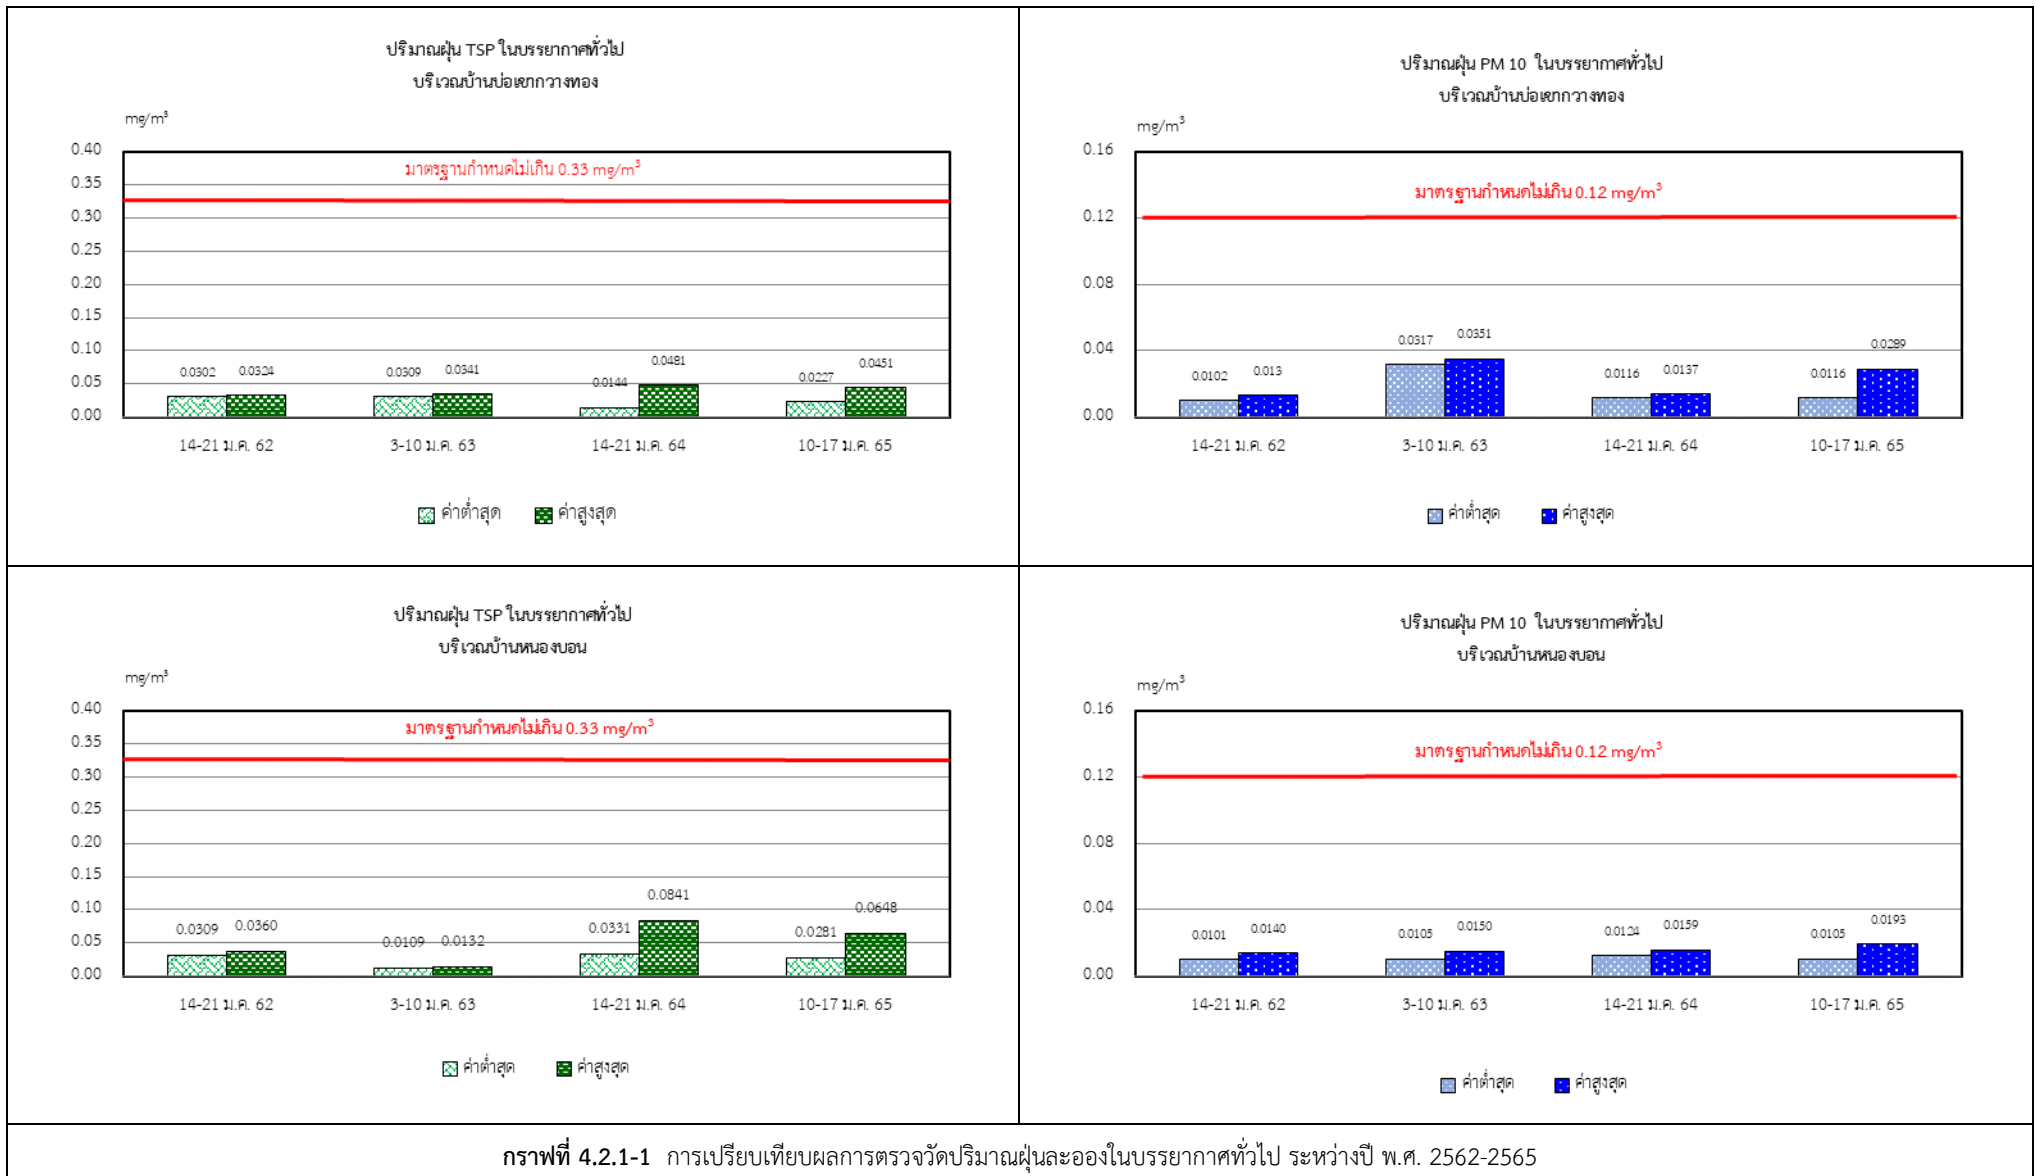 ปริมาณฝุ่น TSP ในบรรยากาศทั่วไป
บริเวณบ้านบ่อเขากวางทอง
mg/m³
0.40
มาตรฐานกำหนดไม่เกิน 0.33 mg/m³
0.35
0.30
0.25
0.20
0.15
0.10
0.05
0.00
0.0302 0.0324 0.0309 0.0341 0.0144 0.0481 0.0227 0.0451
14-21 ม.ค. 62 3-10 ม.ค. 63 14-21 ม.ค. 64 10-17 ม.ค. 65
ค่าต่ำสุด ค่าสูงสุด
ปริมาณฝุ่น PM 10 ในบรรยากาศทั่วไป
บริเวณบ้านบ่อเขากวางทอง
mg/m³
0.16
มาตรฐานกำหนดไม่เกิน 0.12 mg/m³
0.12
0.08
0.04
0.00
0.0102 0.013 0.0317 0.0351 0.0116 0.0137 0.0116 0.0289
14-21 ม.ค. 62 3-10 ม.ค. 63 14-21 ม.ค. 64 10-17 ม.ค. 65
ค่าต่ำสุด ค่าสูงสุด
ปริมาณฝุ่น TSP ในบรรยากาศทั่วไป
บริเวณบ้านหนองบอน
mg/m³
0.40
มาตรฐานกำหนดไม่เกิน 0.33 mg/m³
0.35
0.30
0.25
0.20
0.15
0.10
0.05
0.00
0.0309 0.0360 0.0109 0.0132 0.0331 0.0841 0.0281 0.0648
14-21 ม.ค. 62 3-10 ม.ค. 63 14-21 ม.ค. 64 10-17 ม.ค. 65
ค่าต่ำสุด ค่าสูงสุด
ปริมาณฝุ่น PM 10 ในบรรยากาศทั่วไป
บริเวณบ้านหนองบอน
mg/m³
0.16
มาตรฐานกำหนดไม่เกิน 0.12 mg/m³
0.12
0.08
0.04
0.00
0.0101 0.0140 0.0105 0.0150 0.0124 0.0159 0.0105 0.0193
14-21 ม.ค. 62 3-10 ม.ค. 63 14-21 ม.ค. 64 10-17 ม.ค. 65
ค่าต่ำสุด ค่าสูงสุด
กราฟที่ 4.2.1-1 การเปรียบเทียบผลการตรวจวัดปริมาณฝุ่นละอองในบรรยากาศทั่วไป ระหว่างปี พ.ศ. 2562-2565